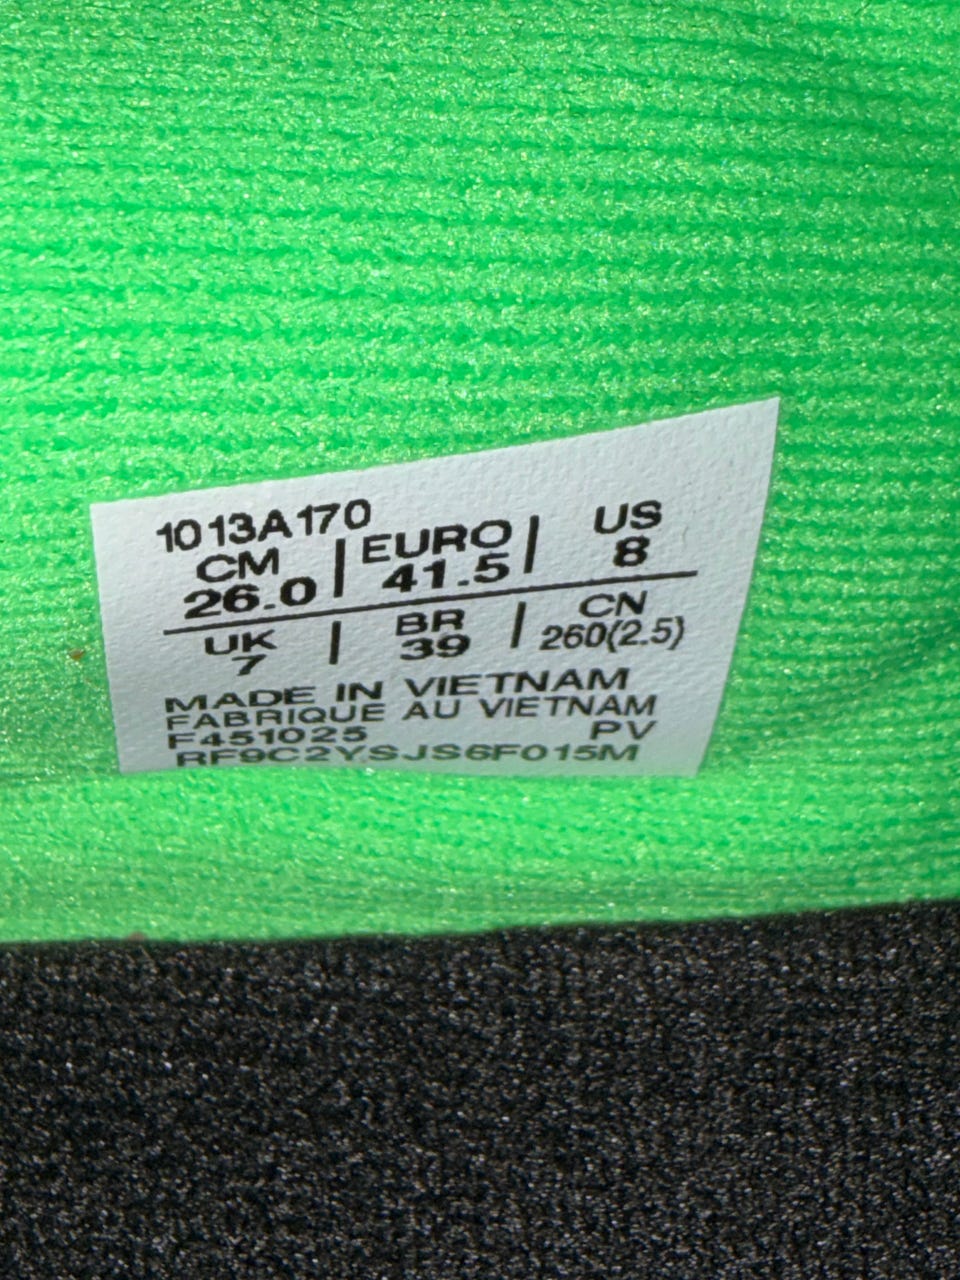 1013A170
CM | EURO | US
26.0 | 41.5 | 8
UK | BR | CN
7 | 39 | 260(2.5)
MADE IN VIETNAM
FABRIQUE AU VIETNAM
F451025 PV
RF9C2YSJS6F015M